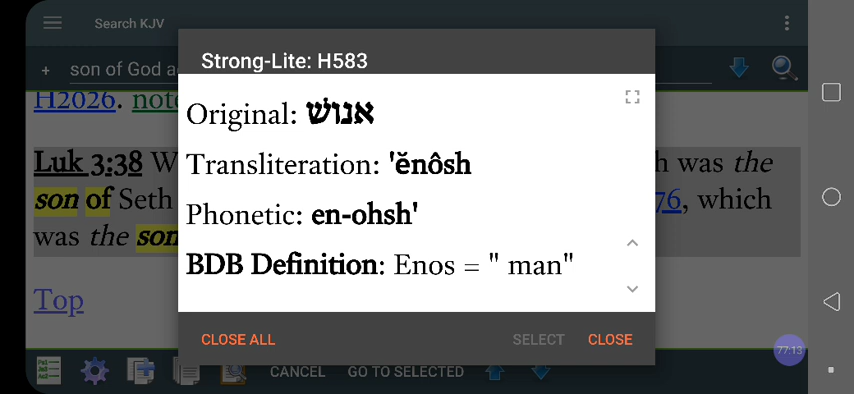 Search KJV
Strong-Lite: H583
+ son of God a
H2026. not
Original: אנושׁ
Luk 3:38 W
h was the
Transliteration: 'ĕnôsh
son of Seth
76, which
Phonetic: en-ohsh'
was the son
BDB Definition: Enos = " man"
Top
CLOSE ALL SELECT CLOSE
77:13
CANCEL GO TO SELECTED